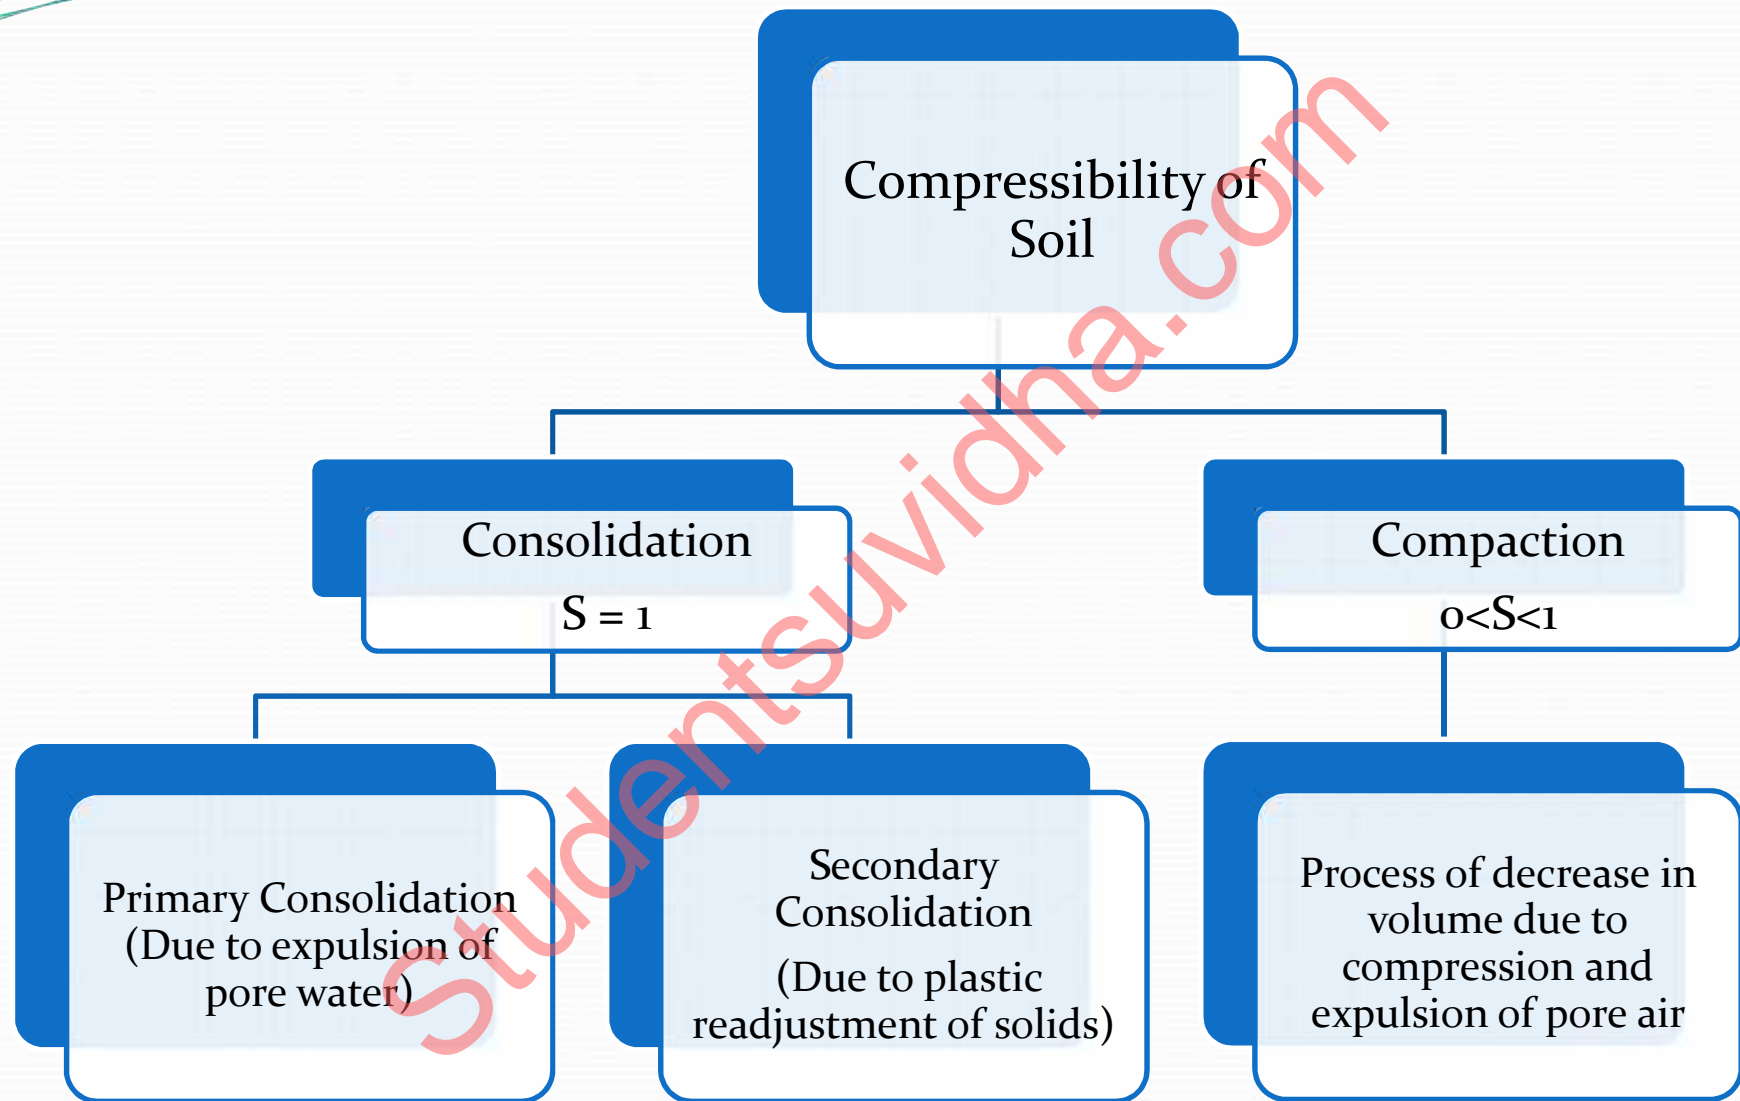 Compressibility of
Soil
Consolidation
S = 1
Compaction
0<S<1
Primary Consolidation
(Due to expulsion of
pore water)
Secondary
Consolidation
(Due to plastic
readjustment of solids)
Process of decrease in
volume due to
compression and
expulsion of pore air
Studentsuvidha.com